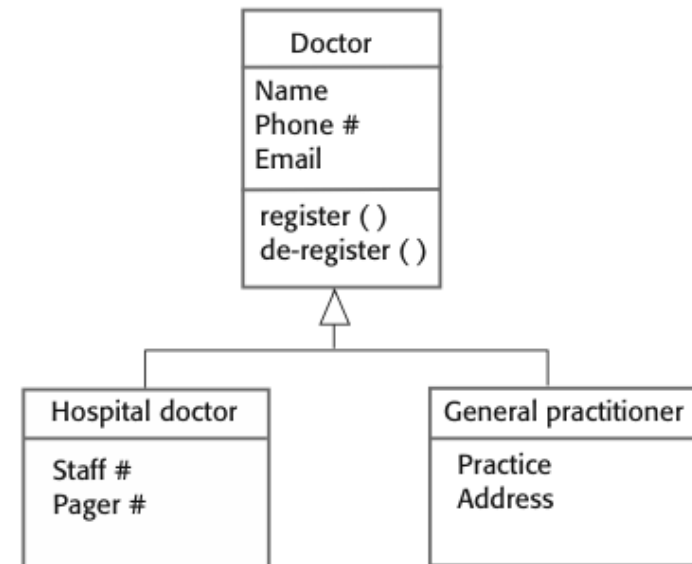 Doctor
Name
Phone #
Email
register ( )
de-register ( )
Hospital doctor
Staff #
Pager #
General practitioner
Practice
Address